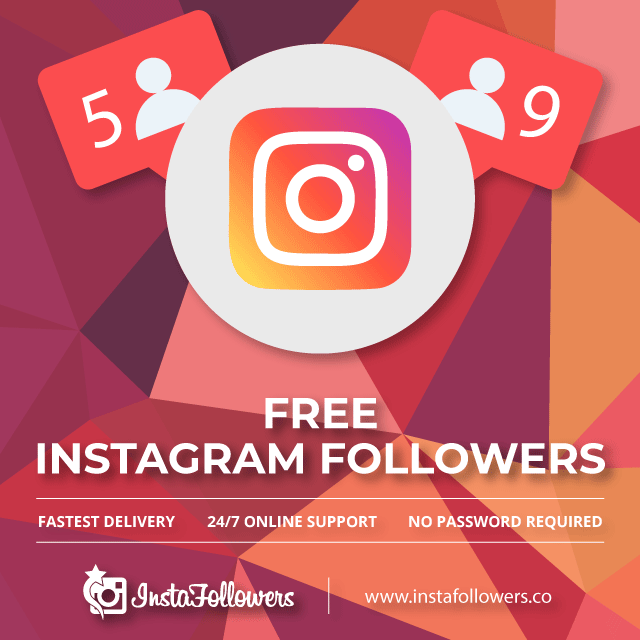 5
9
FREE
INSTAGRAM FOLLOWERS
FASTEST DELIVERY 24/7 ONLINE SUPPORT NO PASSWORD REQUIRED
InstaFollowers www.instafollowers.co